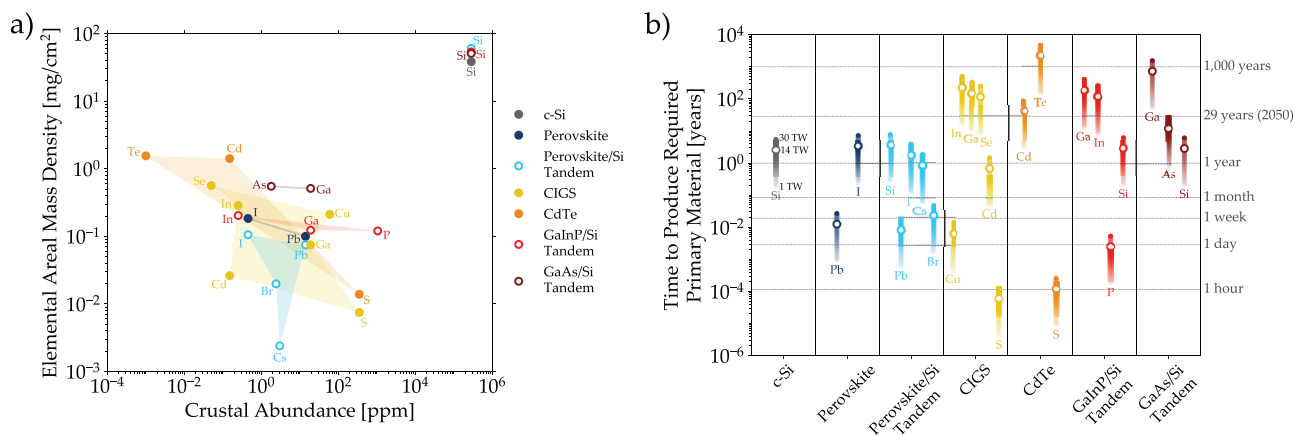 a)
Elemental Areal Mass Density [mg/cm2]
10²
10¹
10⁰
10⁻¹
10⁻²
10⁻³
10⁻⁴
10⁻²
10⁰
10²
10⁴
10⁶
Crustal Abundance [ppm]
Si
Si
Si
Si
Te
Cd
Se
As
Ga
In
In
I
Cu
Ga
P
I
Pb
Pb
Ga
Cd
Br
S
S
Cs
c-Si
Perovskite
Perovskite/Si
Tandem
CIGS
CdTe
GaInP/Si
Tandem
GaAs/Si
Tandem
b)
Time to Produce Required
Primary Material [years]
10⁴
10²
10⁰
10⁻²
10⁻⁴
10⁻⁶
30 TW
14 TW
1 TW
Si
Pb
I
Si
Pb
I
Cs
Br
Cu
In
Ga
Se
Cd
S
Cd
Te
S
Ga
In
P
Si
Ga
As
Si
1,000 years
29 years (2050)
1 year
1 month
1 week
1 day
1 hour
c-Si
Perovskite
Perovskite/Si
Tandem
CIGS
CdTe
GaInP/Si
Tandem
GaAs/Si
Tandem